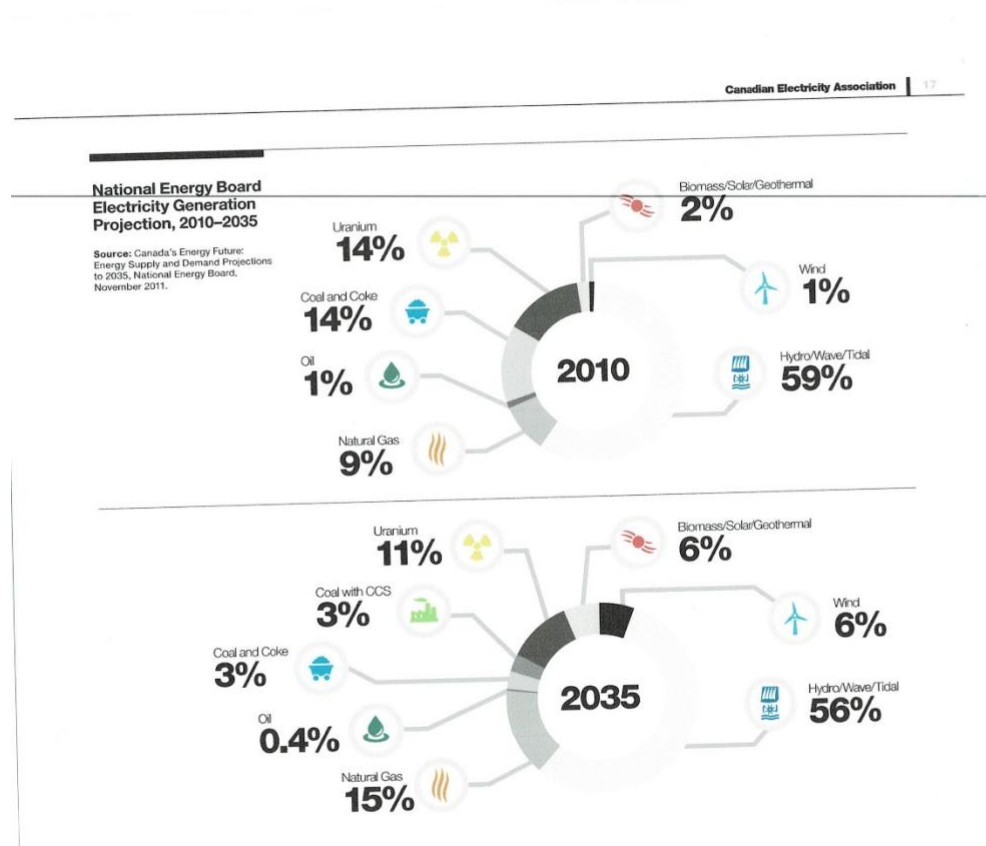 Canadian Electricity Association 17
National Energy Board
Electricity Generation
Projection, 2010–2035
Source: Canada's Energy Future:
Energy Supply and Demand Projections
to 2035, National Energy Board,
November 2011.
Biomass/Solar/Geothermal
2%
Uranium
14%
Wind
1%
Coal and Coke
14%
Hydro/Wave/Tidal
59%
Oil
1%
2010
Natural Gas
9%
Uranium
11%
Biomass/Solar/Geothermal
6%
Coal with CCS
3%
Wind
6%
Coal and Coke
3%
Hydro/Wave/Tidal
56%
Oil
0.4%
2035
Natural Gas
15%